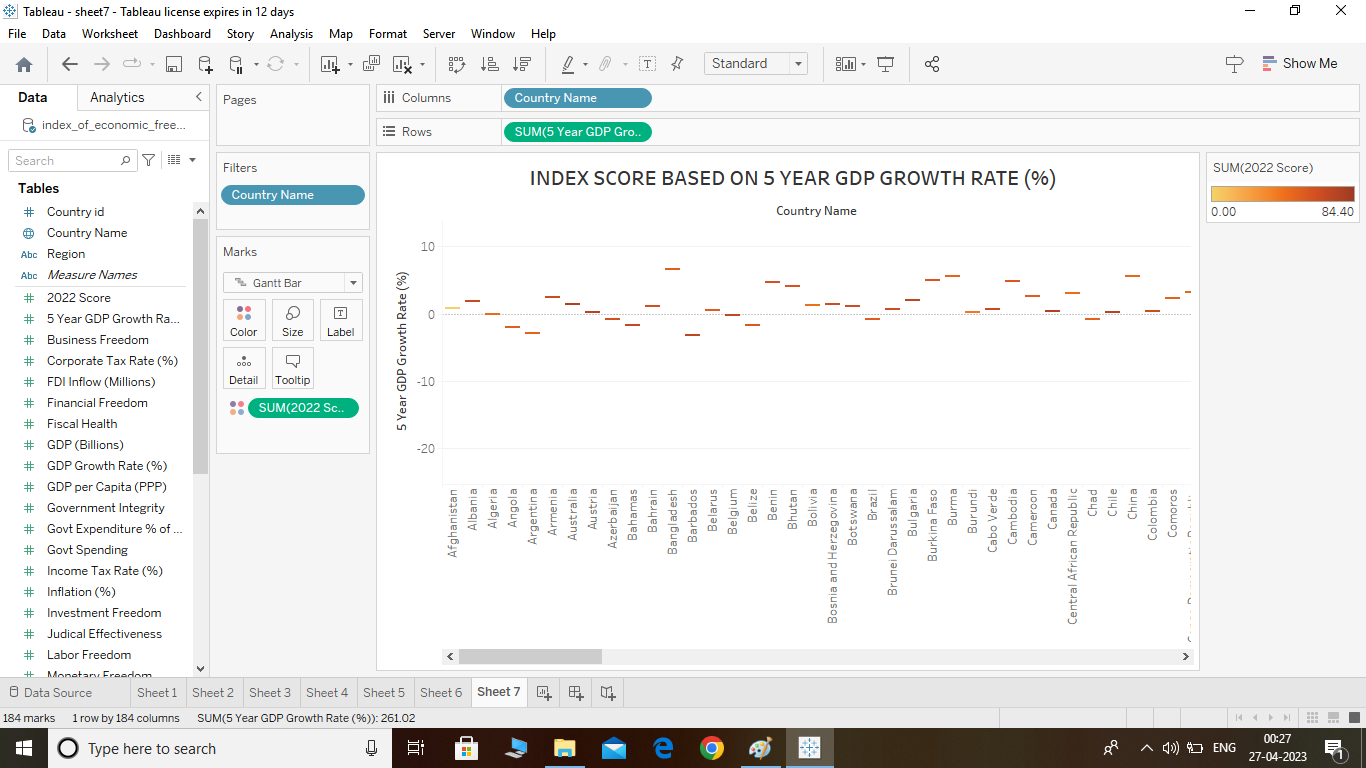 Tableau - sheet7 - Tableau license expires in 12 days
File Data Worksheet Dashboard Story Analysis Map Format Server Window Help
Standard
Show Me
Data Analytics
index_of_economic_free...
Search
Tables
Country id
Country Name
Abc Region
Abc Measure Names
2022 Score
5 Year GDP Growth Ra...
Business Freedom
Corporate Tax Rate (%)
FDI Inflow (Millions)
Financial Freedom
Fiscal Health
GDP (Billions)
GDP Growth Rate (%)
GDP per Capita (PPP)
Government Integrity
Govt Expenditure % of ...
Govt Spending
Income Tax Rate (%)
Inflation (%)
Investment Freedom
Judical Effectiveness
Labor Freedom
Monetary Freedom
Pages
Filters
Country Name
Marks
Gantt Bar
Color Size Label
Detail Tooltip
SUM(2022 Sc..
Columns Country Name
Rows SUM(5 Year GDP Gro..
INDEX SCORE BASED ON 5 YEAR GDP GROWTH RATE (%)
Country Name
5 Year GDP Growth Rate (%)
10
0
-10
-20
Afghanistan
Albania
Algeria
Angola
Argentina
Armenia
Australia
Austria
Azerbaijan
Bahamas
Bahrain
Bangladesh
Barbados
Belarus
Belgium
Belize
Benin
Bhutan
Bolivia
Bosnia and Herzegovina
Botswana
Brazil
Brunei Darussalam
Bulgaria
Burkina Faso
Burma
Burundi
Cabo Verde
Cambodia
Cameroon
Canada
Central African Republic
Chad
Chile
China
Colombia
Comoros
SUM(2022 Score)
0.00 84.40
Data Source Sheet 1 Sheet 2 Sheet 3 Sheet 4 Sheet 5 Sheet 6 Sheet 7
184 marks 1 row by 184 columns SUM(5 Year GDP Growth Rate (%)): 261.02
Type here to search
ENG
00:27
27-04-2023
1